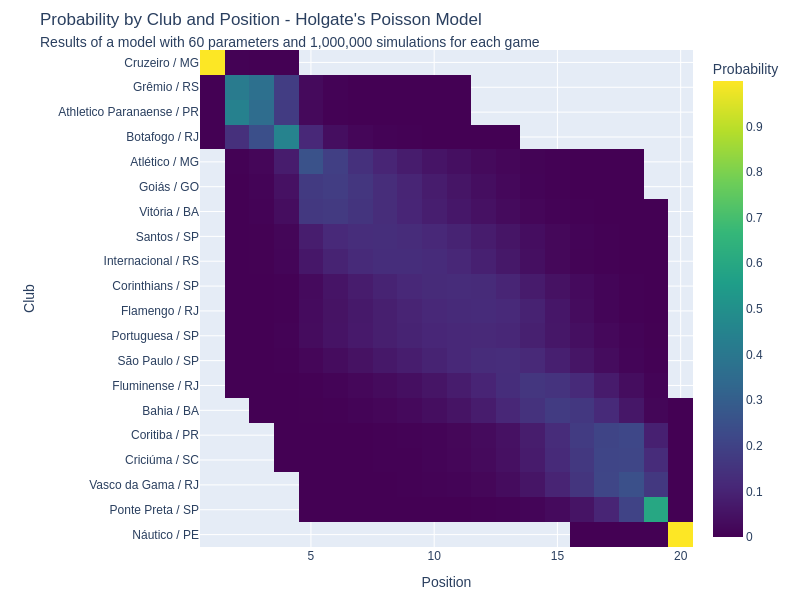 Probability by Club and Position - Holgate's Poisson Model
Results of a model with 60 parameters and 1,000,000 simulations for each game
Probability
Club
Cruzeiro / MG
Grêmio / RS
Athletico Paranaense / PR
Botafogo / RJ
Atlético / MG
Goiás / GO
Vitória / BA
Santos / SP
Internacional / RS
Corinthians / SP
Flamengo / RJ
Portuguesa / SP
São Paulo / SP
Fluminense / RJ
Bahia / BA
Coritiba / PR
Criciúma / SC
Vasco da Gama / RJ
Ponte Preta / SP
Náutico / PE
0.9
0.8
0.7
0.6
0.5
0.4
0.3
0.2
0.1
0
5
10
15
20
Position